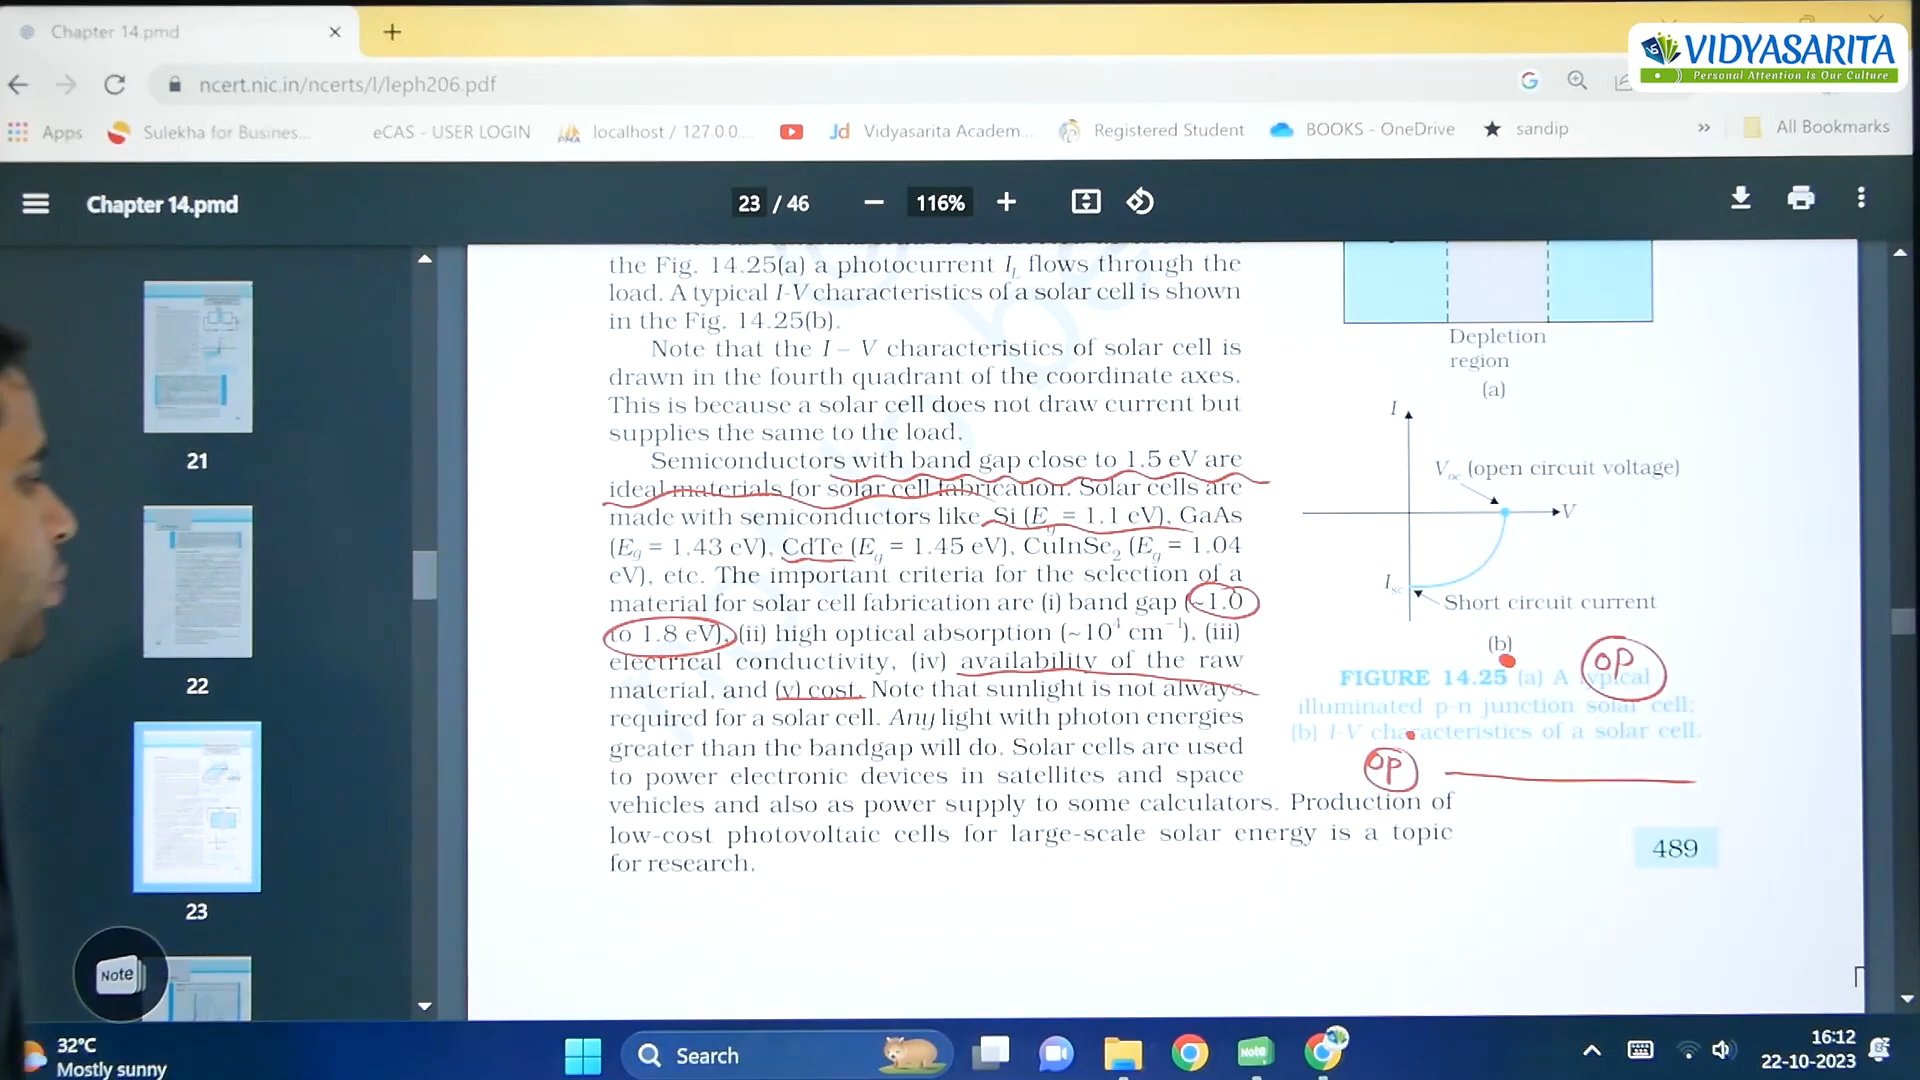 Chapter 14.pmd
VIDYASARITA
Personal Attention Is Our Culture
ncert.nic.in/ncerts/l/leph206.pdf
Apps
Sulekha for Busines...
eCAS - USER LOGIN
localhost / 127.0.0....
Jd Vidyasarita Academ...
Registered Student
BOOKS - OneDrive
sandip
All Bookmarks
Chapter 14.pmd
23 / 46
116%
the Fig. 14.25(a) a photocurrent I_L flows through the
load. A typical I-V characteristics of a solar cell is shown
in the Fig. 14.25(b).
Note that the I – V characteristics of solar cell is
drawn in the fourth quadrant of the coordinate axes.
This is because a solar cell does not draw current but
supplies the same to the load.
Semiconductors with band gap close to 1.5 eV are
ideal materials for solar cell fabrication. Solar cells are
made with semiconductors like Si (E_g = 1.1 eV), GaAs
(E_g = 1.43 eV), CdTe (E_g = 1.45 eV), CuInSe₂ (E_g = 1.04
eV), etc. The important criteria for the selection of a
material for solar cell fabrication are (i) band gap (~1.0
to 1.8 eV), (ii) high optical absorption (~10⁴ cm⁻¹), (iii)
electrical conductivity, (iv) availability of the raw
material, and (v) cost. Note that sunlight is not always
required for a solar cell. Any light with photon energies
greater than the bandgap will do. Solar cells are used
to power electronic devices in satellites and space
vehicles and also as power supply to some calculators. Production of
low-cost photovoltaic cells for large-scale solar energy is a topic
for research.
Depletion
region
(a)
I
V_oc (open circuit voltage)
V
I_sc
Short circuit current
(b)
OP
FIGURE 14.25 (a) A typical
illuminated p-n junction solar cell;
(b) I-V characteristics of a solar cell.
OP
489
21
22
23
Note
32°C
Mostly sunny
Search
Note
16:12
22-10-2023